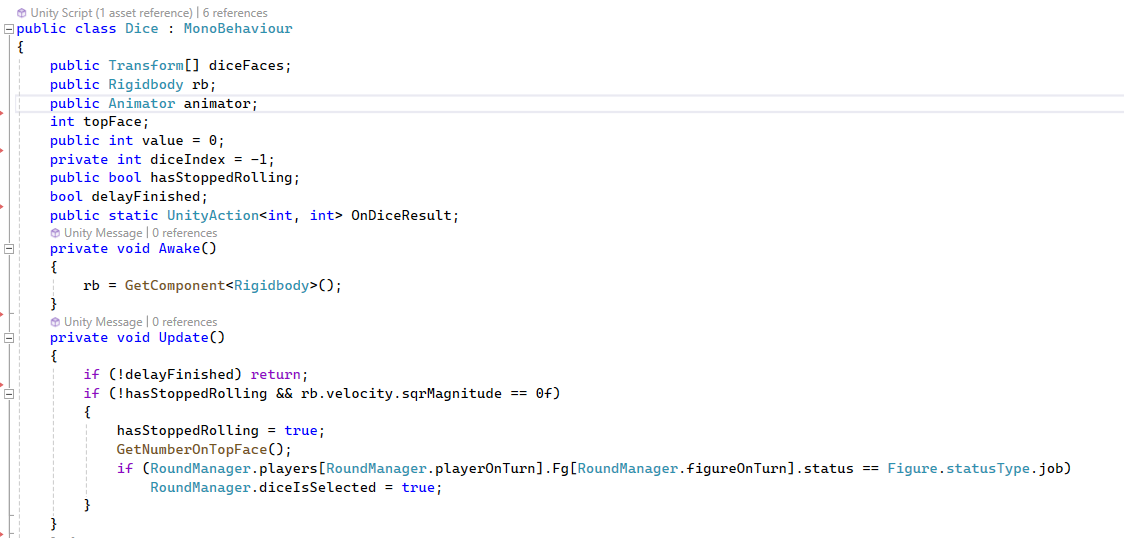 Unity Script (1 asset reference) | 6 references
public class Dice : MonoBehaviour
{
public Transform[] diceFaces;
public Rigidbody rb;
public Animator animator;
int topFace;
public int value = 0;
private int diceIndex = -1;
public bool hasStoppedRolling;
bool delayFinished;
public static UnityAction<int, int> OnDiceResult;
Unity Message | 0 references
private void Awake()
{
rb = GetComponent<Rigidbody>();
}
Unity Message | 0 references
private void Update()
{
if (!delayFinished) return;
if (!hasStoppedRolling && rb.velocity.sqrMagnitude == 0f)
{
hasStoppedRolling = true;
GetNumberOnTopFace();
if (RoundManager.players[RoundManager.playerOnTurn].Fg[RoundManager.figureOnTurn].status == Figure.statusType.job)
RoundManager.diceIsSelected = true;
}
}